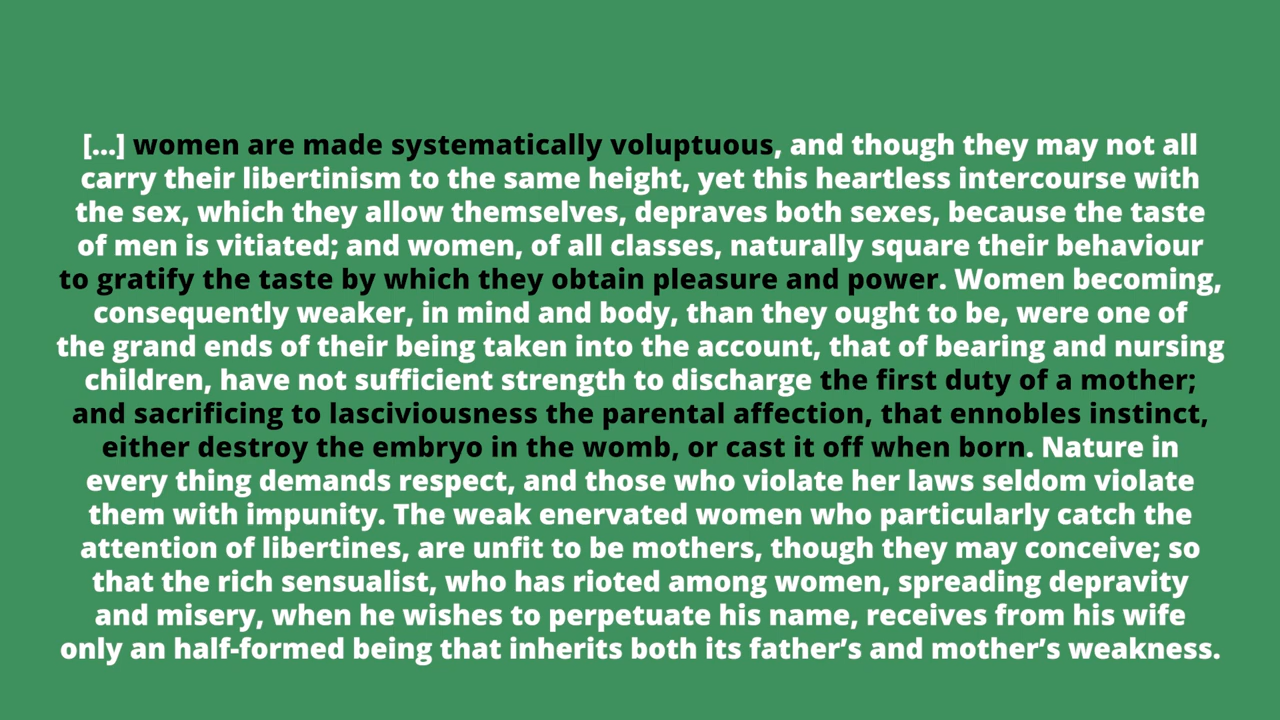 [...] women are made systematically voluptuous, and though they may not all
carry their libertinism to the same height, yet this heartless intercourse with
the sex, which they allow themselves, depraves both sexes, because the taste
of men is vitiated; and women, of all classes, naturally square their behaviour
to gratify the taste by which they obtain pleasure and power. Women becoming,
consequently weaker, in mind and body, than they ought to be, were one of
the grand ends of their being taken into the account, that of bearing and nursing
children, have not sufficient strength to discharge the first duty of a mother;
and sacrificing to lasciviousness the parental affection, that ennobles instinct,
either destroy the embryo in the womb, or cast it off when born. Nature in
every thing demands respect, and those who violate her laws seldom violate
them with impunity. The weak enervated women who particularly catch the
attention of libertines, are unfit to be mothers, though they may conceive; so
that the rich sensualist, who has rioted among women, spreading depravity
and misery, when he wishes to perpetuate his name, receives from his wife
only an half-formed being that inherits both its father’s and mother’s weakness.